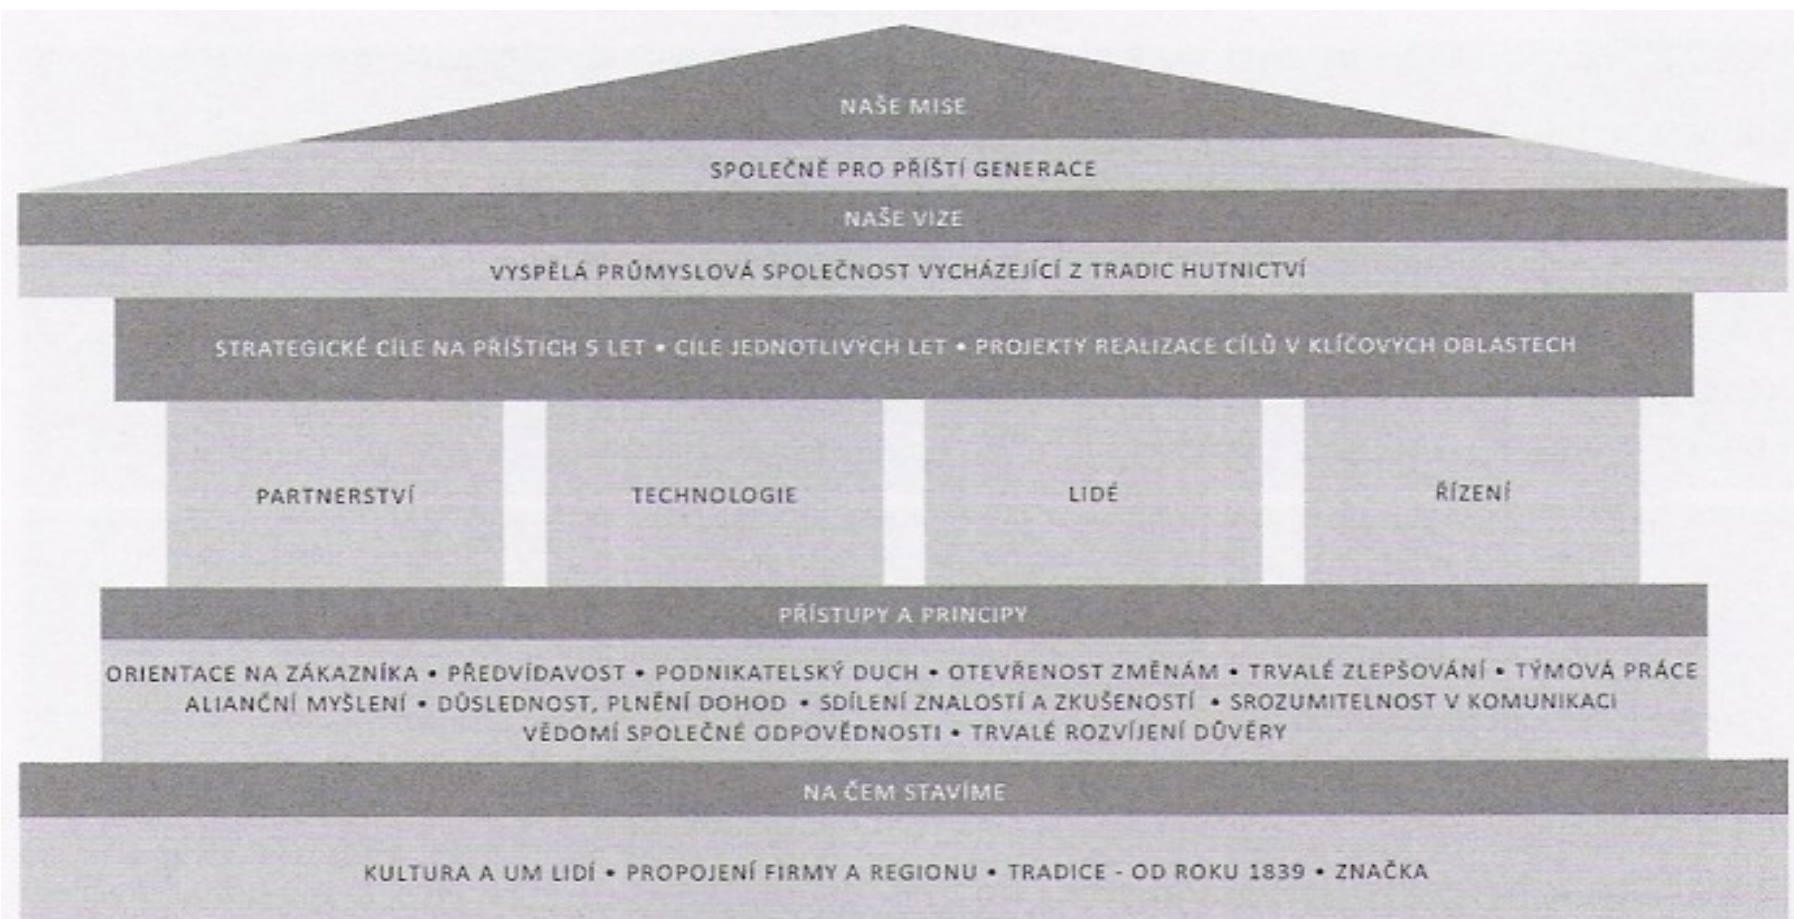 NAŠE MISE
SPOLEČNĚ PRO PŘÍŠTÍ GENERACE
NAŠE VIZE
VYSPĚLÁ PRŮMYSLOVÁ SPOLEČNOST VYCHÁZEJÍCÍ Z TRADIC HUTNICTVÍ
STRATEGICKÉ CÍLE NA PŘÍŠTÍCH 5 LET • CÍLE JEDNOTLIVÝCH LET • PROJEKTY REALIZACE CÍLŮ V KLÍČOVÝCH OBLASTECH
PARTNERSTVÍ TECHNOLOGIE LIDÉ ŘÍZENÍ
PŘÍSTUPY A PRINCIPY
ORIENTACE NA ZÁKAZNÍKA • PŘEDVÍDAVOST • PODNIKATELSKÝ DUCH • OTEVŘENOST ZMĚNÁM • TRVALÉ ZLEPŠOVÁNÍ • TÝMOVÁ PRÁCE
ALIANČNÍ MYŠLENÍ • DŮSLEDNOST, PLNĚNÍ DOHOD • SDÍLENÍ ZNALOSTÍ A ZKUŠENOSTÍ • SROZUMITELNOST V KOMUNIKACI
VĚDOMÍ SPOLEČNÉ ODPOVĚDNOSTI • TRVALÉ ROZVÍJENÍ DŮVĚRY
NA ČEM STAVÍME
KULTURA A UM LIDÍ • PROPOJENÍ FIRMY A REGIONU • TRADICE - OD ROKU 1839 • ZNAČKA